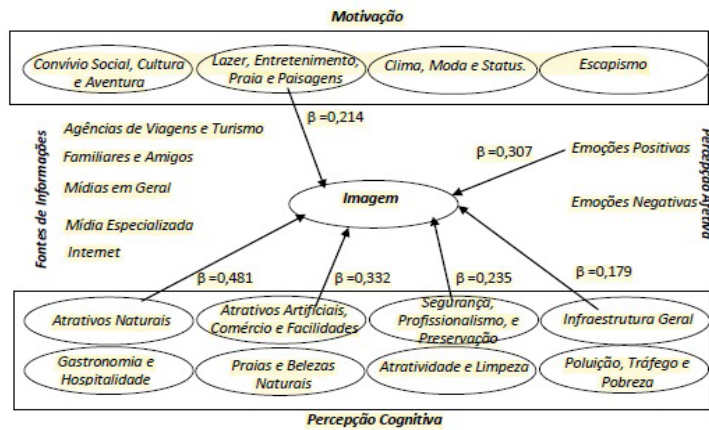 Motivação
Convívio Social, Cultura
e Aventura
Lazer, Entretenimento,
Praia e Paisagens
Clima, Moda e Status.
Escapismo
β =0,214
Fontes de Informações
Agências de Viagens e Turismo
Familiares e Amigos
Mídias em Geral
Mídia Especializada
Internet
Imagem
β =0,307
Emoções Positivas
Emoções Negativas
Percepção Afetiva
β =0,481
β =0,332
β =0,235
β =0,179
Atrativos Naturais
Atrativos Artificiais,
Comércio e Facilidades
Segurança,
Profissionalismo, e
Preservação
Infraestrutura Geral
Gastronomia e
Hospitalidade
Praias e Belezas
Naturais
Atratividade e Limpeza
Poluição, Tráfego e
Pobreza
Percepção Cognitiva